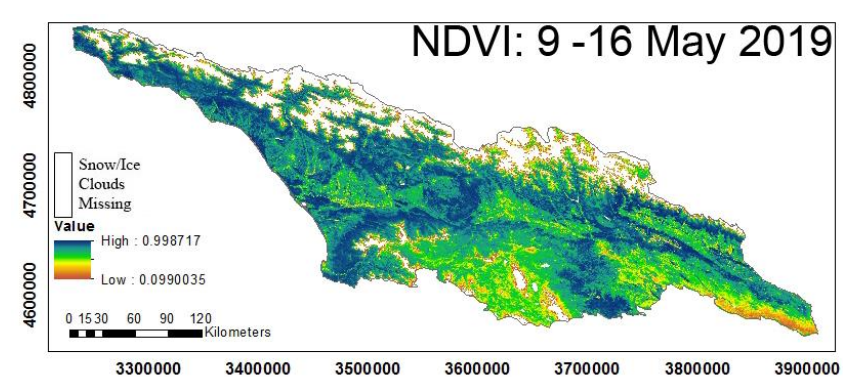 NDVI: 9 -16 May 2019
4800000
4700000
4600000
Snow/Ice
Clouds
Missing
Value
High : 0.998717
Low : 0.0990035
0 15 30 60 90 120
Kilometers
3300000 3400000 3500000 3600000 3700000 3800000 3900000